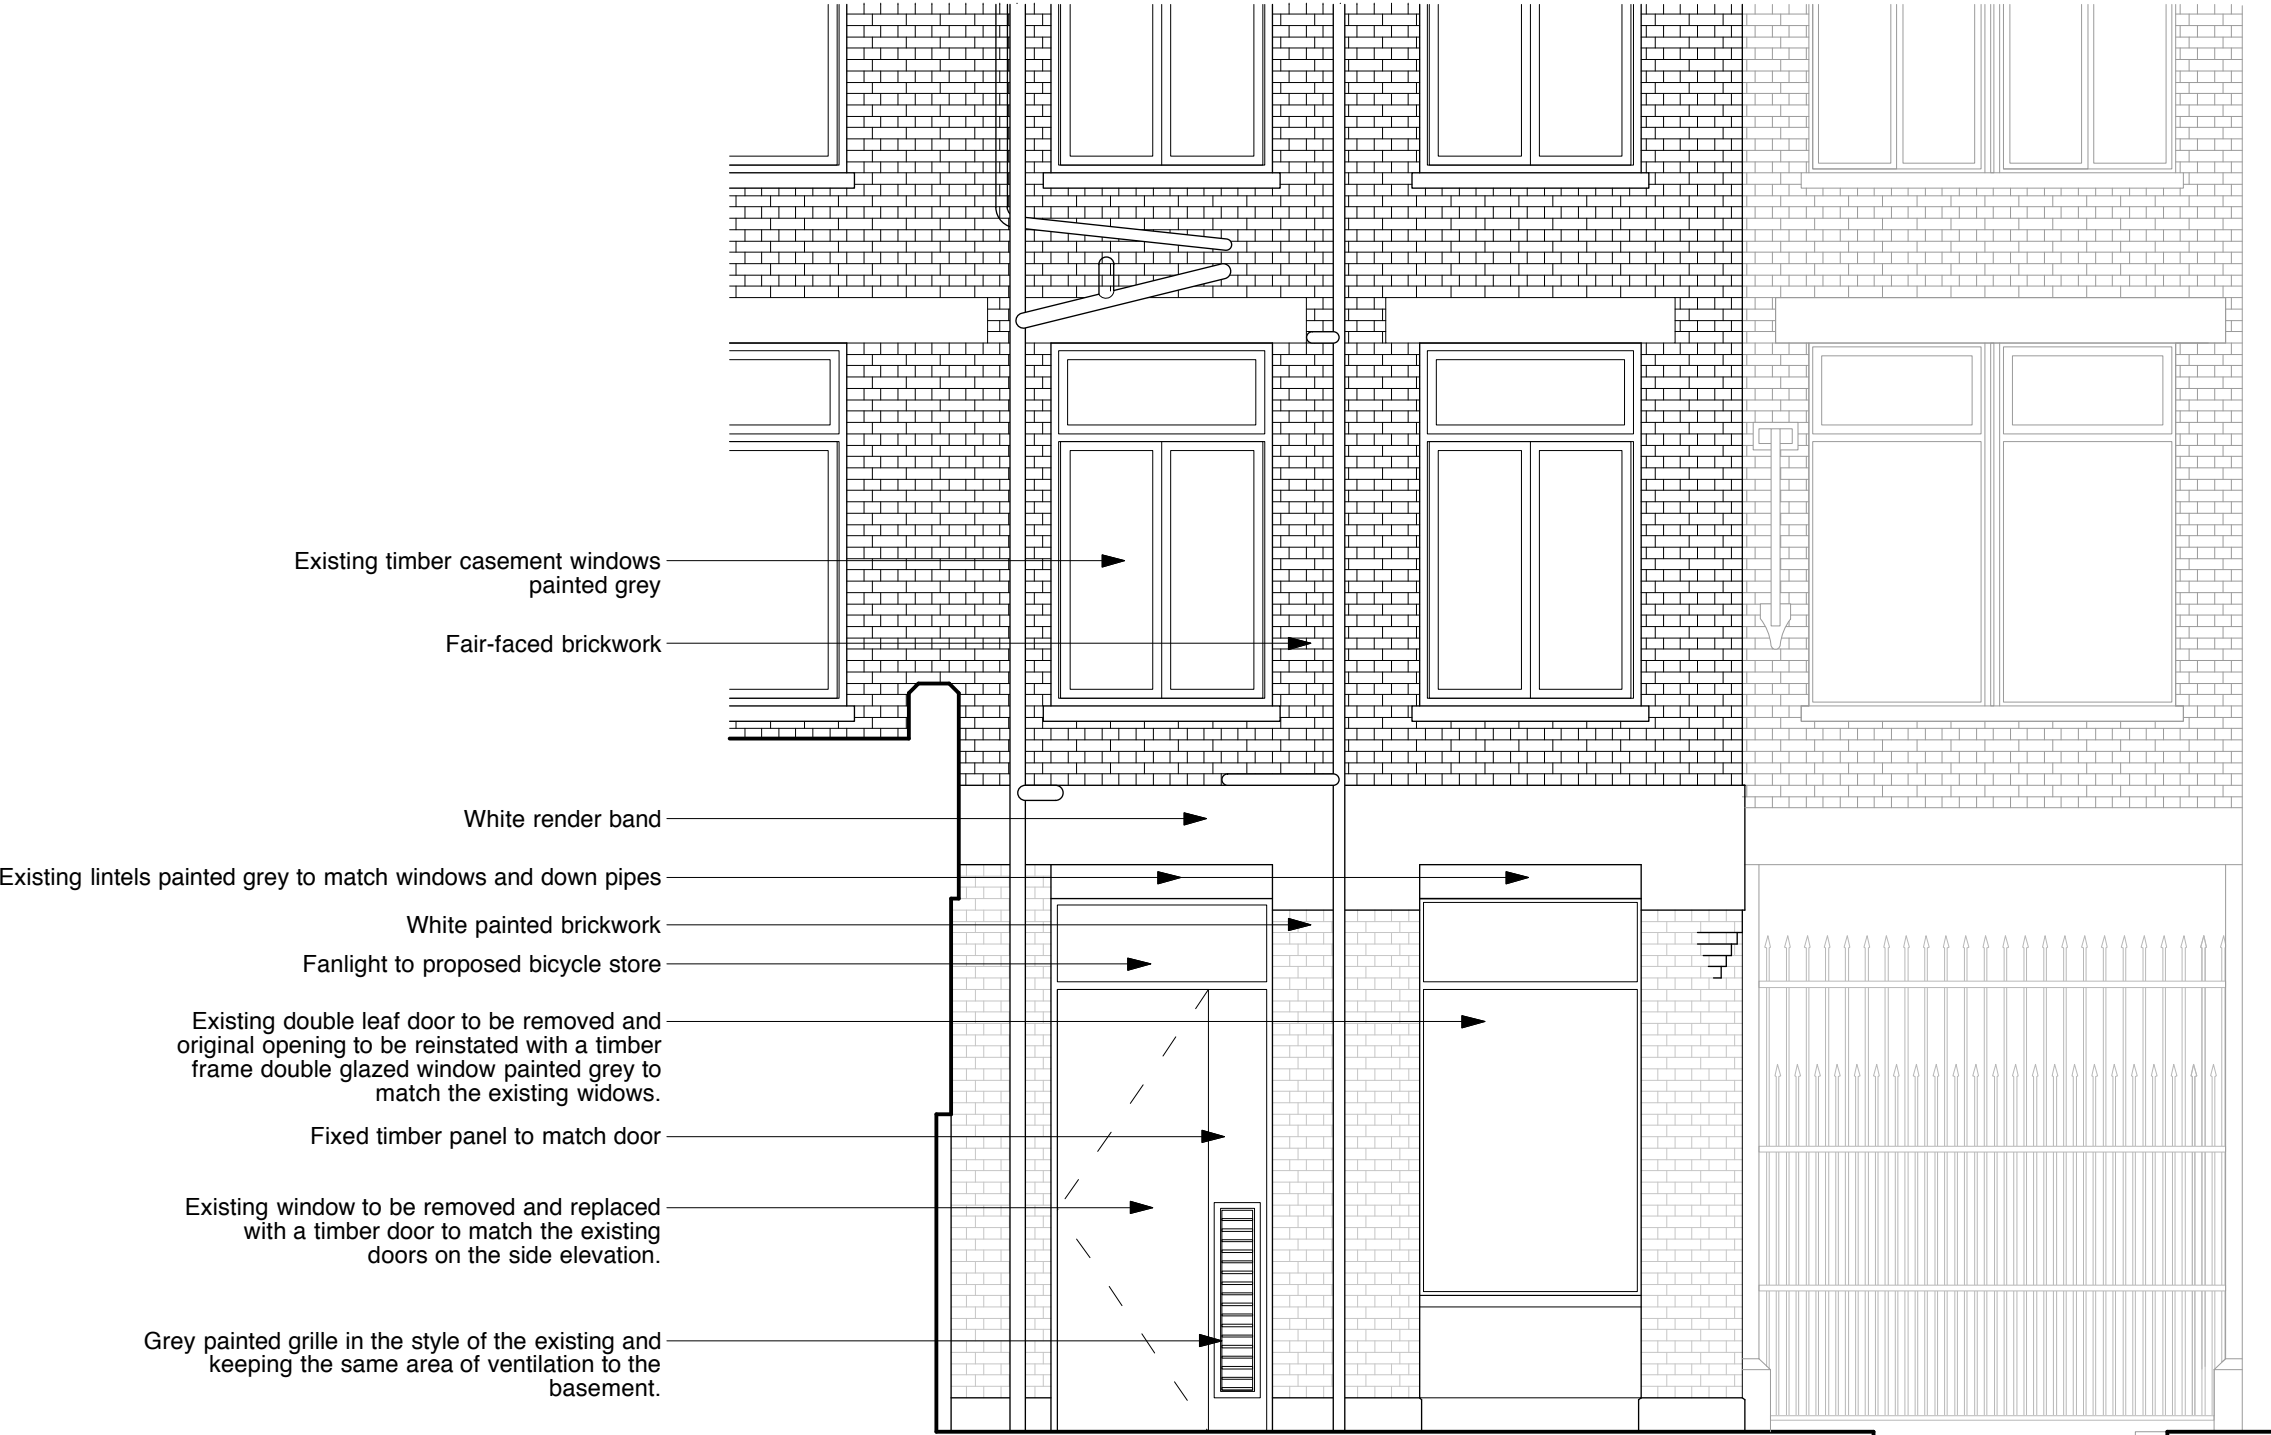 Existing timber casement windows
painted grey
Fair-faced brickwork
White render band
Existing lintels painted grey to match windows and down pipes
White painted brickwork
Fanlight to proposed bicycle store
Existing double leaf door to be removed and
original opening to be reinstated with a timber
frame double glazed window painted grey to
match the existing widows.
Fixed timber panel to match door
Existing window to be removed and replaced
with a timber door to match the existing
doors on the side elevation.
Grey painted grille in the style of the existing and
keeping the same area of ventilation to the
basement.